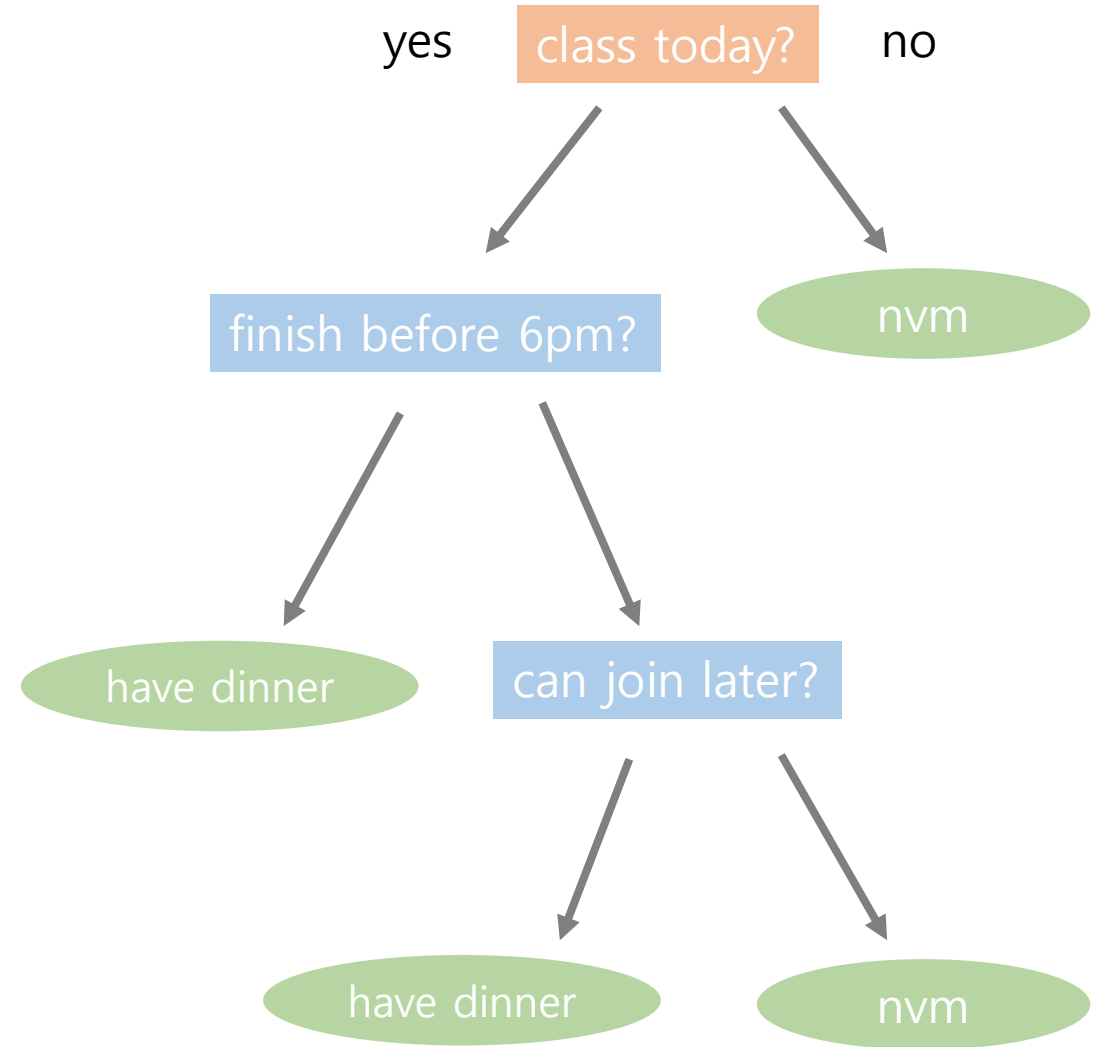 yes
class today?
no
finish before 6pm?
nvm
have dinner
can join later?
have dinner
nvm